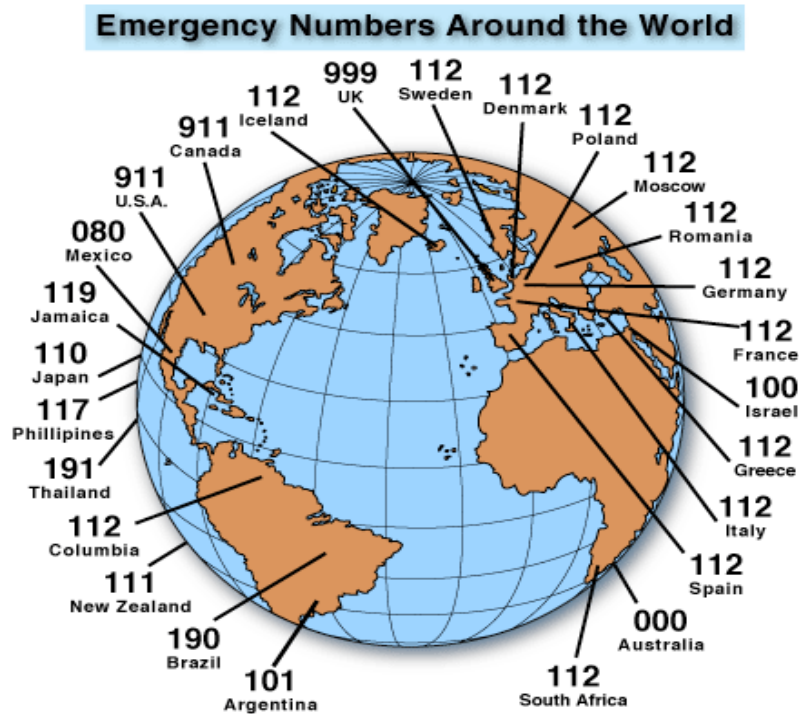 Emergency Numbers Around the World
999
UK
112
Sweden
112
Denmark
112
Iceland
112
Poland
911
Canada
112
Moscow
911
U.S.A.
112
Romania
080
Mexico
112
Germany
119
Jamaica
112
France
110
Japan
100
Israel
117
Phillipines
112
Greece
191
Thailand
112
Italy
112
Columbia
112
Spain
111
New Zealand
000
Australia
190
Brazil
112
South Africa
101
Argentina